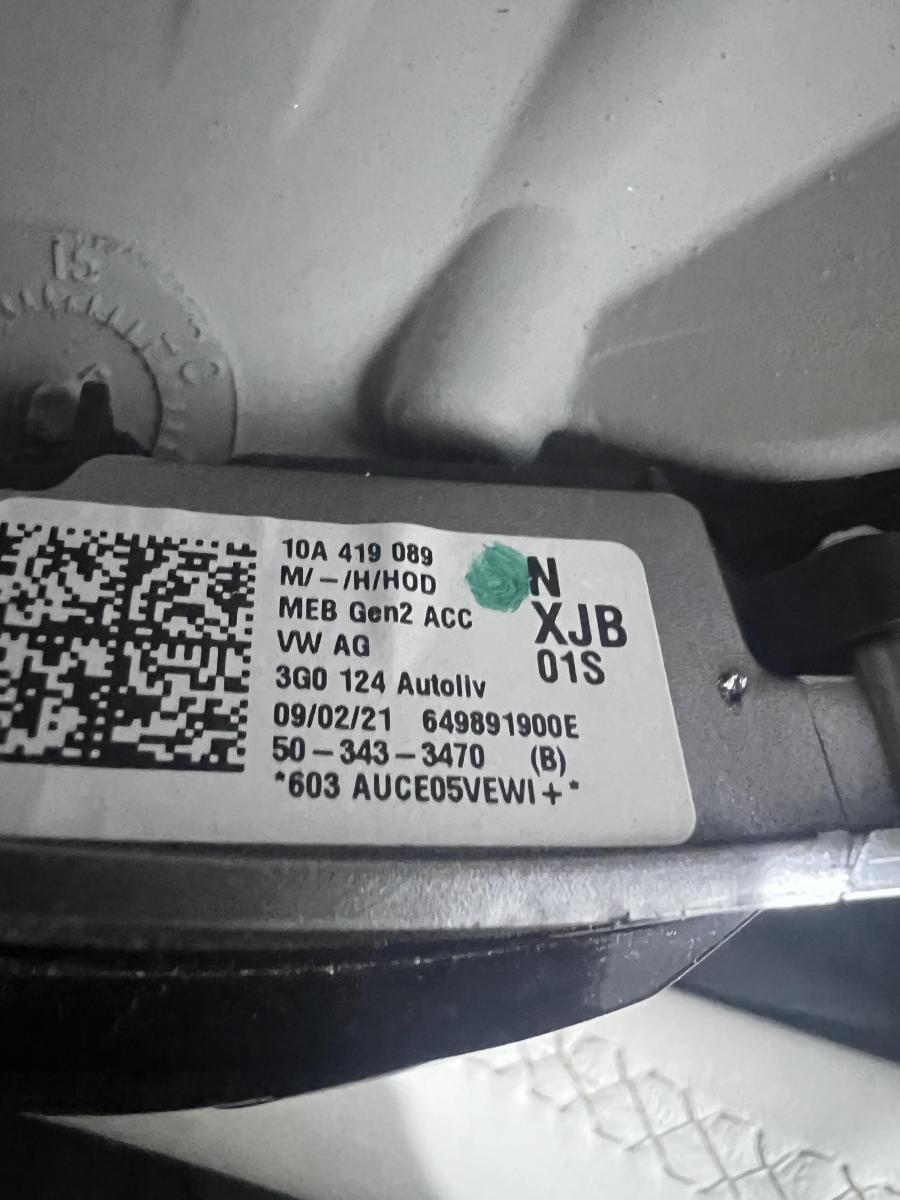 15
10A 419 089
M/-/H/HOD
MEB Gen2 ACC
VW AG
3G0 124 Autoliv
09/02/21 649891900E
50-343-3470 (B)
*603 AUCE05VEWI+*
N
XJB
01S